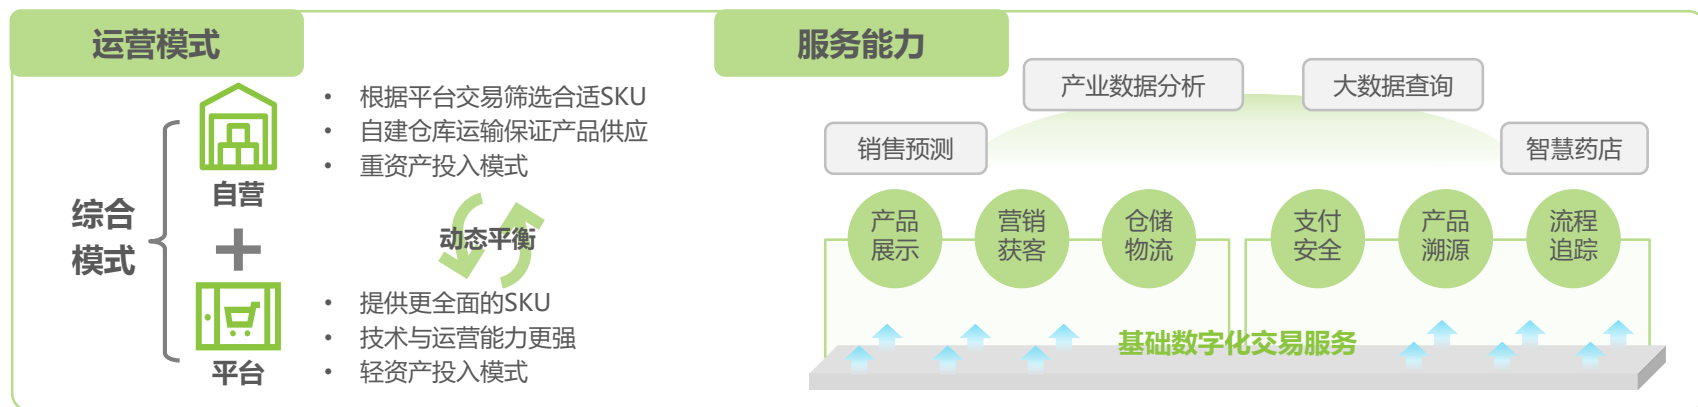 运营模式
综合
模式
自营
平台
• 根据平台交易筛选合适SKU
• 自建仓库运输保证产品供应
• 重资产投入模式
动态平衡
• 提供更全面的SKU
• 技术与运营能力更强
• 轻资产投入模式
服务能力
销售预测
产业数据分析
大数据查询
智慧药店
产品
展示
营销
获客
仓储
物流
支付
安全
产品
溯源
流程
追踪
基础数字化交易服务